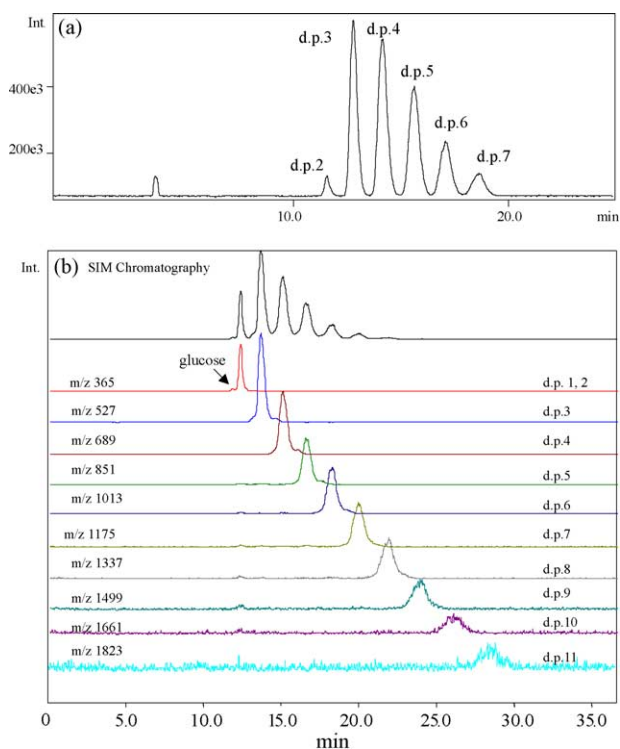 Int. (a)
d.p.3
d.p.4
d.p.5
d.p.6
d.p.2
d.p.7
400e3
200e3
10.0 20.0 min
Int. (b) SIM Chromatography
glucose
m/z 365 d.p. 1, 2
m/z 527 d.p.3
m/z 689 d.p.4
m/z 851 d.p.5
m/z 1013 d.p.6
m/z 1175 d.p.7
m/z 1337 d.p.8
m/z 1499 d.p.9
m/z 1661 d.p.10
m/z 1823 d.p.11
0 5.0 10.0 15.0 20.0 25.0 30.0 35.0
min